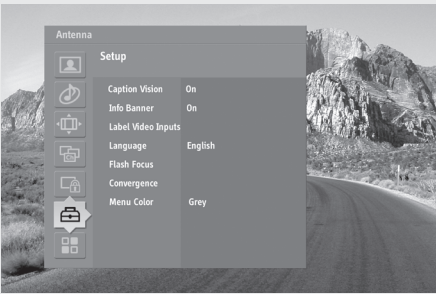 Antenna
Setup
Caption Vision On
Info Banner On
Label Video Inputs
Language English
Flash Focus
Convergence
Menu Color Grey